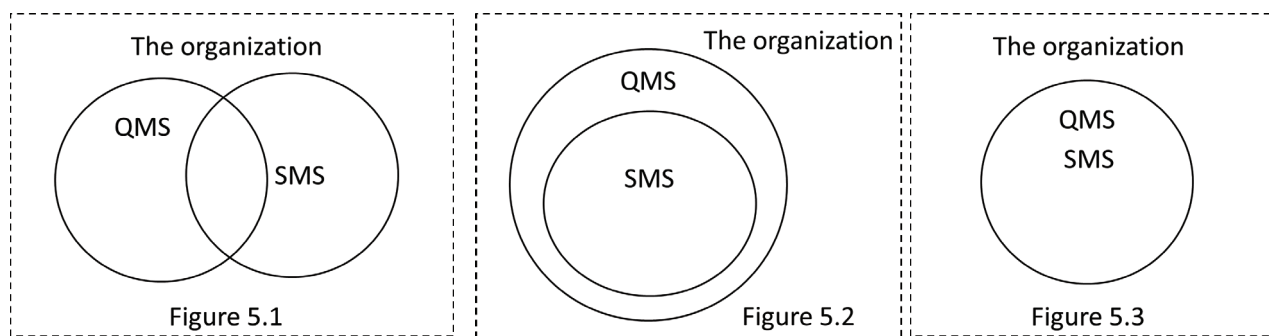 The organization
QMS
SMS
Figure 5.1
The organization
QMS
SMS
Figure 5.2
The organization
QMS
SMS
Figure 5.3